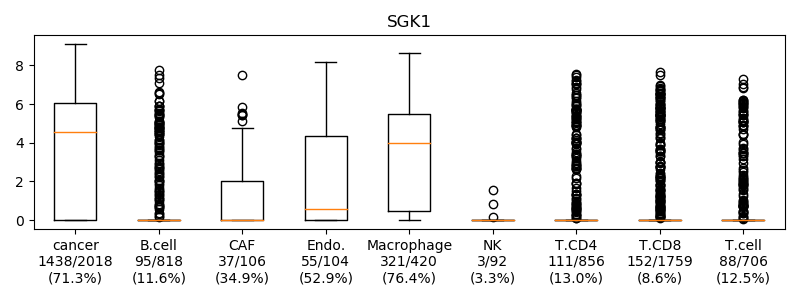 SGK1
8
6
4
2
0
cancer B.cell CAF Endo. Macrophage NK T.CD4 T.CD8 T.cell
1438/2018 95/818 37/106 55/104 321/420 3/92 111/856 152/1759 88/706
(71.3%) (11.6%) (34.9%) (52.9%) (76.4%) (3.3%) (13.0%) (8.6%) (12.5%)